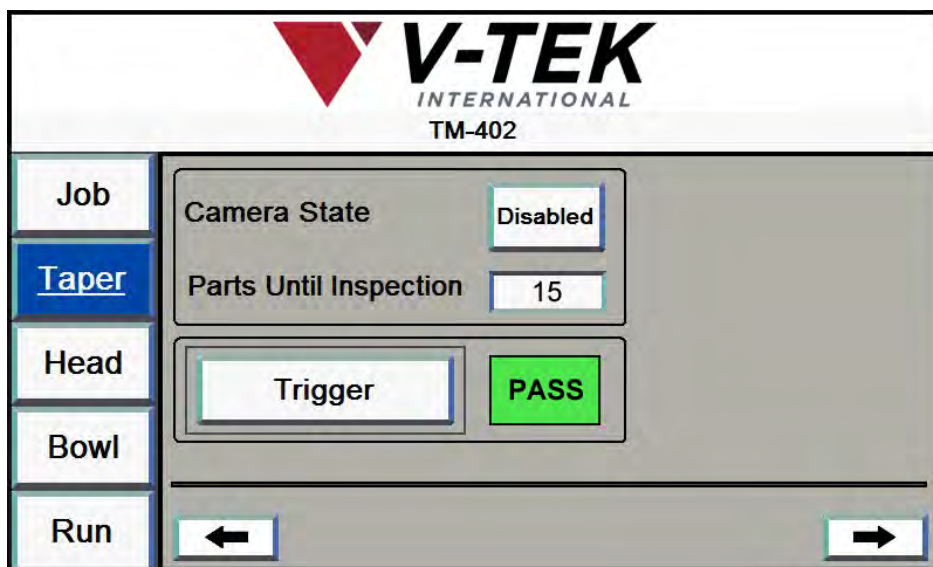 V-TEK
INTERNATIONAL
TM-402
Job
Taper
Head
Bowl
Run
Camera State
Disabled
Parts Until Inspection
15
Trigger
PASS